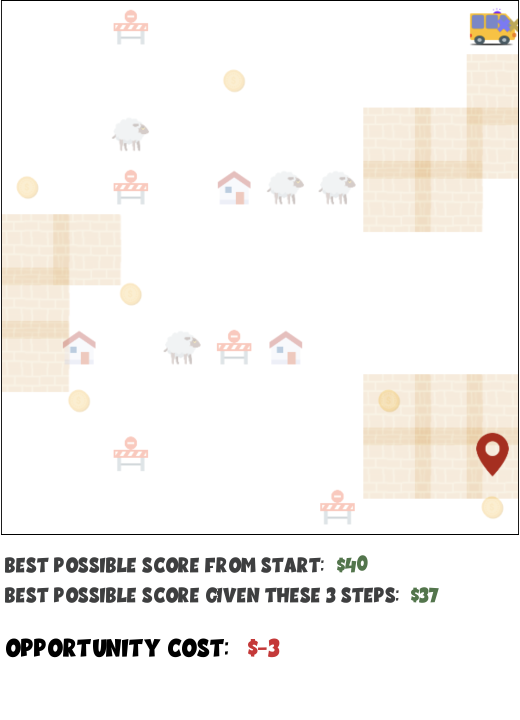 BEST POSSIBLE SCORE FROM START: $40
BEST POSSIBLE SCORE GIVEN THESE 3 STEPS: $37
OPPORTUNITY COST: $-3